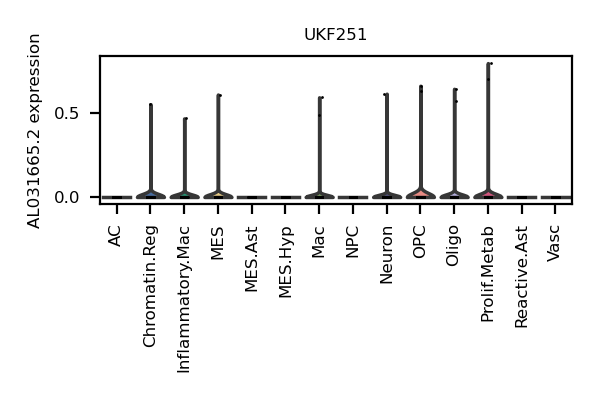 UKF251
AL031665.2 expression
0.5
0.0
AC
Chromatin.Reg
Inflammatory.Mac
MES
MES.Ast
MES.Hyp
Mac
NPC
Neuron
OPC
Oligo
Prolif.Metab
Reactive.Ast
Vasc